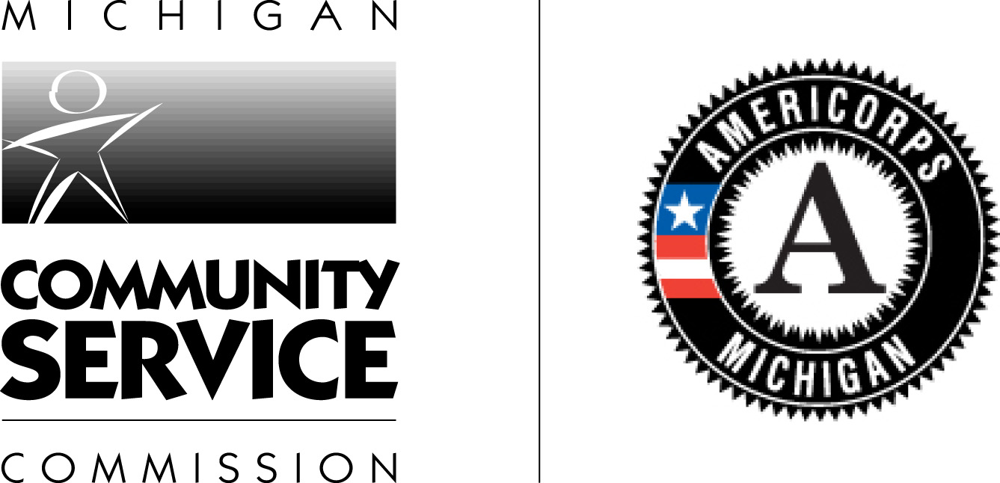 MICHIGAN
COMMUNITY
SERVICE
COMMISSION
AMERICORPS
A
MICHIGAN